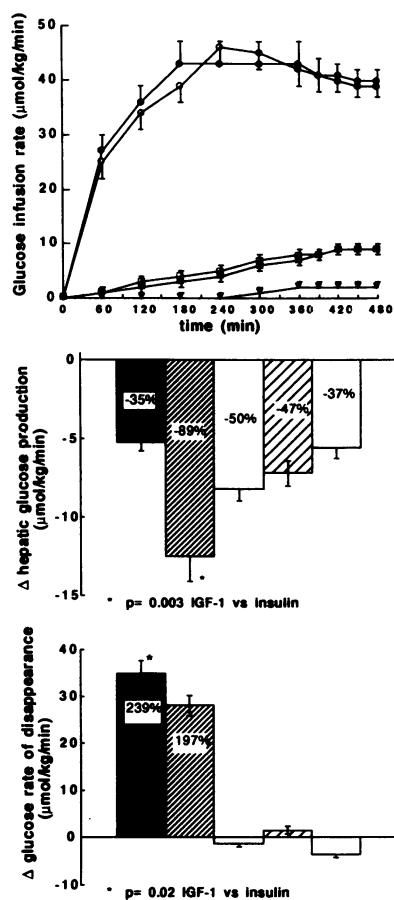 Glucose infusion rate (μmol/kg/min)
50
40
30
20
10
0
0 60 120 180 240 300 360 420 480
time (min)
Δ hepatic glucose production
(μmol/kg/min)
0
-5
-10
-15
-35%
-89%
-50%
-47%
-37%
*
* p= 0.003 IGF-1 vs insulin
Δ glucose rate of disappearance
(μmol/kg/min)
40
30
20
10
0
-10
*
239%
197%
* p= 0.02 IGF-1 vs insulin